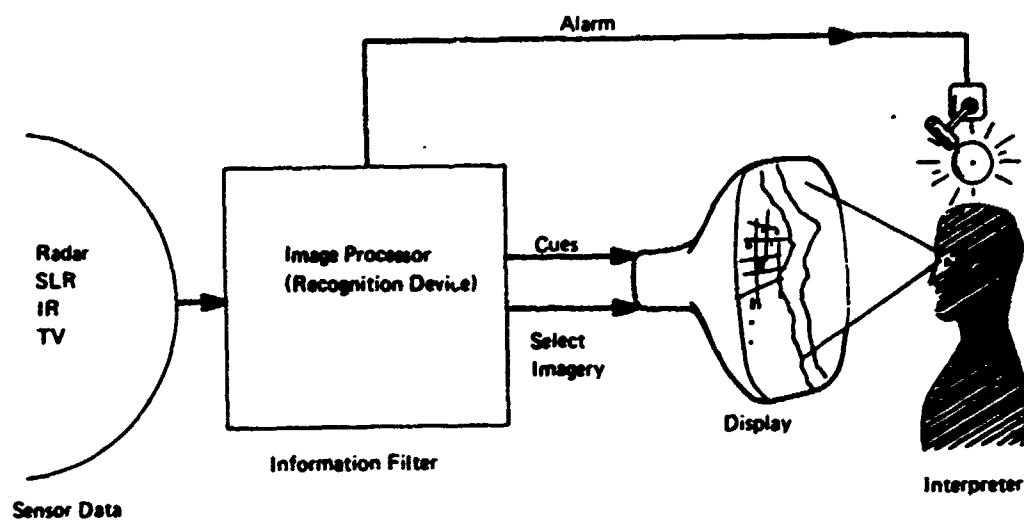 Alarm
Radar
SLR
IR
TV
Image Processor
(Recognition Device)
Cues
Select
Imagery
Display
Information Filter
Interpreter
Sensor Data